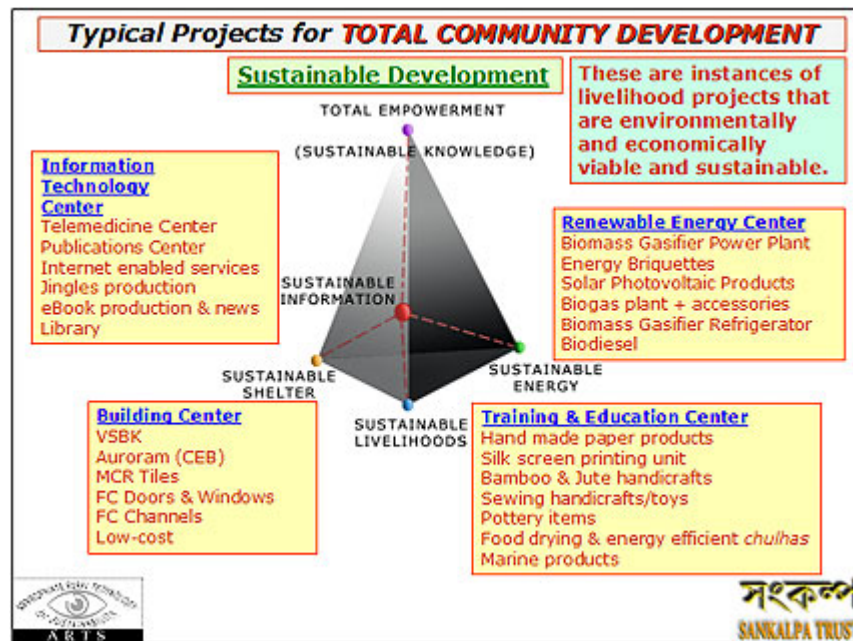 Typical Projects for TOTAL COMMUNITY DEVELOPMENT
Sustainable Development
These are instances of
livelihood projects that
are environmentally
and economically
viable and sustainable.
TOTAL EMPOWERMENT
(SUSTAINABLE KNOWLEDGE)
Information
Technology
Center
Telemedicine Center
Publications Center
Internet enabled services
Jingles production
eBook production & news
Library
SUSTAINABLE
INFORMATION
Renewable Energy Center
Biomass Gasifier Power Plant
Energy Briquettes
Solar Photovoltaic Products
Biogas plant + accessories
Biomass Gasifier Refrigerator
Biodiesel
SUSTAINABLE
SHELTER
SUSTAINABLE
ENERGY
SUSTAINABLE
LIVELIHOODS
Building Center
VSBK
Auroram (CEB)
MCR Tiles
FC Doors & Windows
FC Channels
Low-cost
Training & Education Center
Hand made paper products
Silk screen printing unit
Bamboo & Jute handicrafts
Sewing handicrafts/toys
Pottery items
Food drying & energy efficient chulhas
Marine products
ARTS
সংকল্প
SANKALPA TRUST